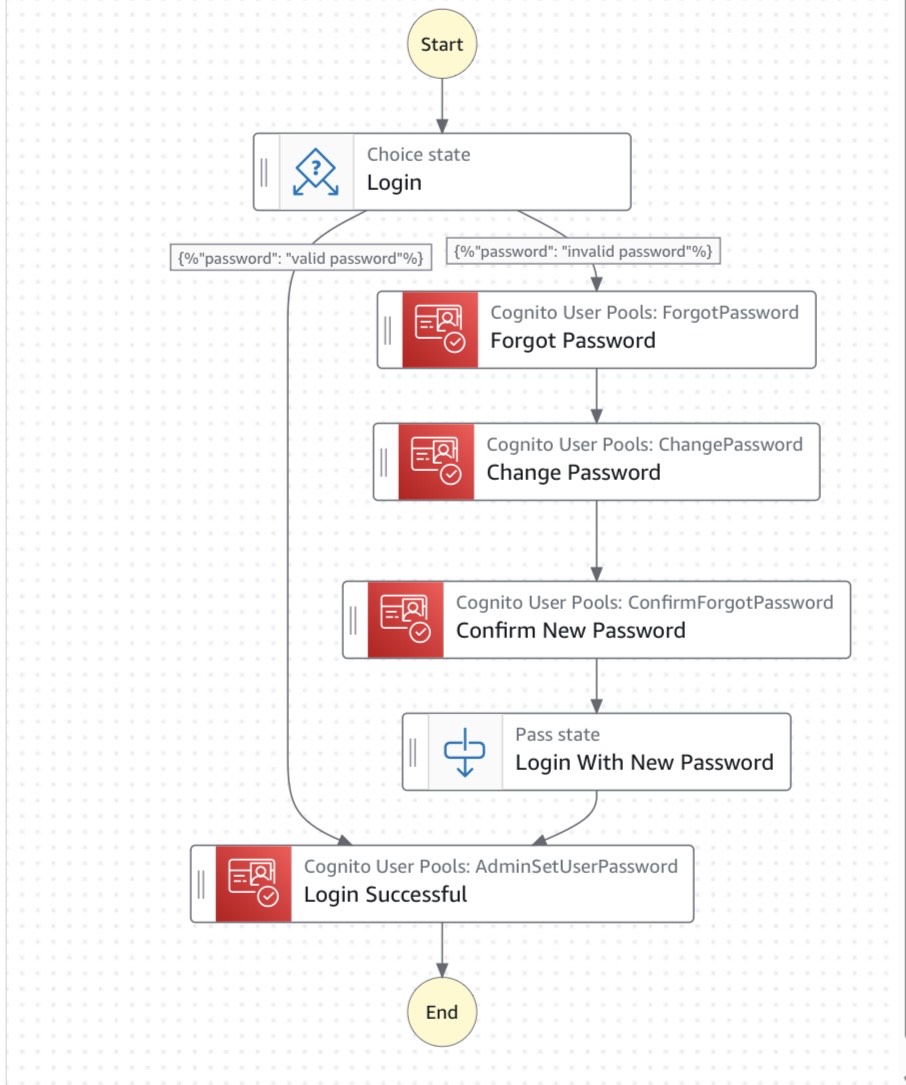 Start
Choice state
Login
{%"password": "valid password"%}
{%"password": "invalid password"%}
Cognito User Pools: ForgotPassword
Forgot Password
Cognito User Pools: ChangePassword
Change Password
Cognito User Pools: ConfirmForgotPassword
Confirm New Password
Pass state
Login With New Password
Cognito User Pools: AdminSetUserPassword
Login Successful
End